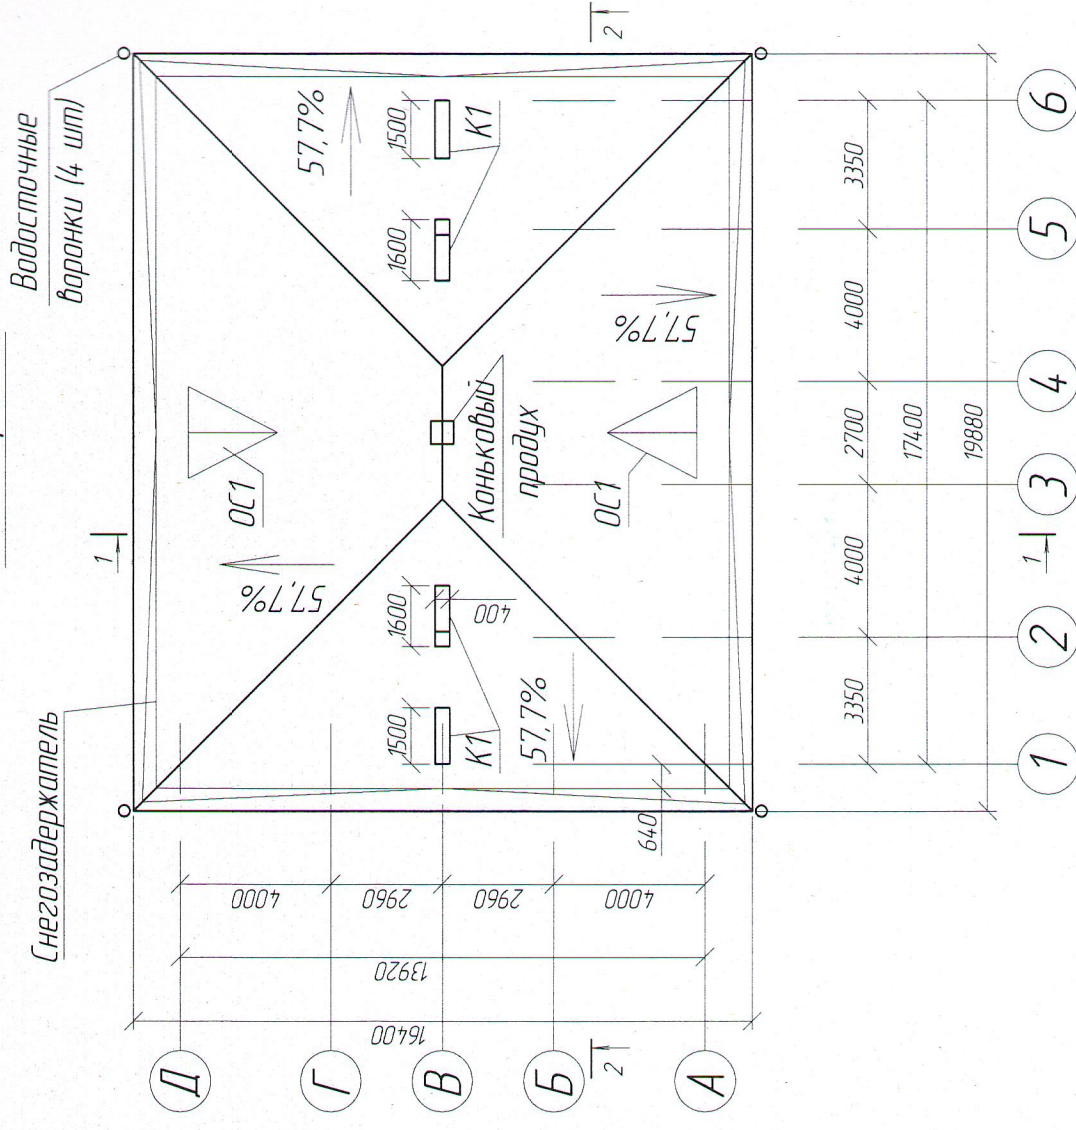 Водосточные
воронки (4 шт)
Снегозадержатель
2
1
57,7%
1500
К1
1600
ОС1
57,7%
Коньковый
продух
1600
400
57,7%
ОС1
1500
К1
57,7%
640
4000
2960
2960
4000
13920
16400
Д
Г
В
Б
А
2
1
3350
4000
2700
4000
3350
17400
19880
1
2
3
4
5
6